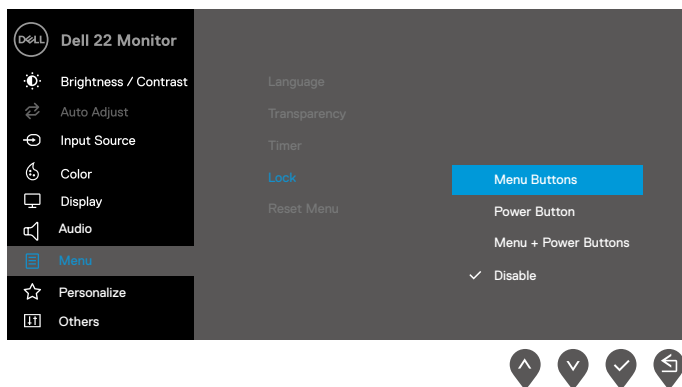 DELL
Dell 22 Monitor
Brightness / Contrast
Auto Adjust
Input Source
Color
Display
Audio
Menu
Personalize
Others
Language
Transparency
Timer
Lock
Reset Menu
Menu Buttons
Power Button
Menu + Power Buttons
Disable